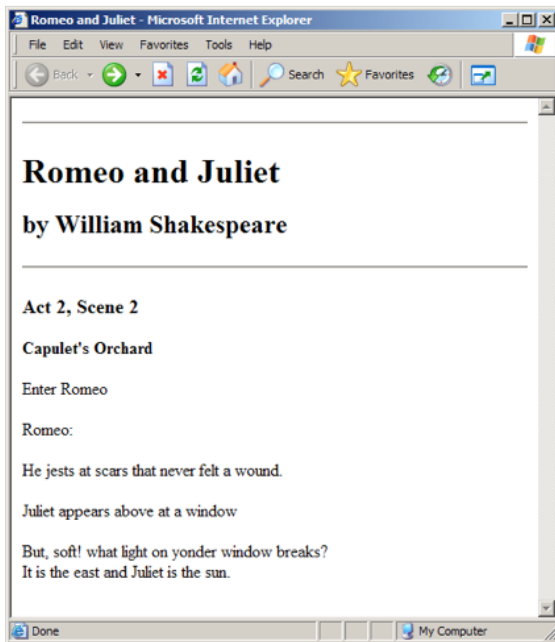 Romeo and Juliet - Microsoft Internet Explorer
File Edit View Favorites Tools Help
Back Search Favorites
Romeo and Juliet
by William Shakespeare
Act 2, Scene 2
Capulet's Orchard
Enter Romeo
Romeo:
He jests at scars that never felt a wound.
Juliet appears above at a window
But, soft! what light on yonder window breaks?
It is the east and Juliet is the sun.
Done My Computer